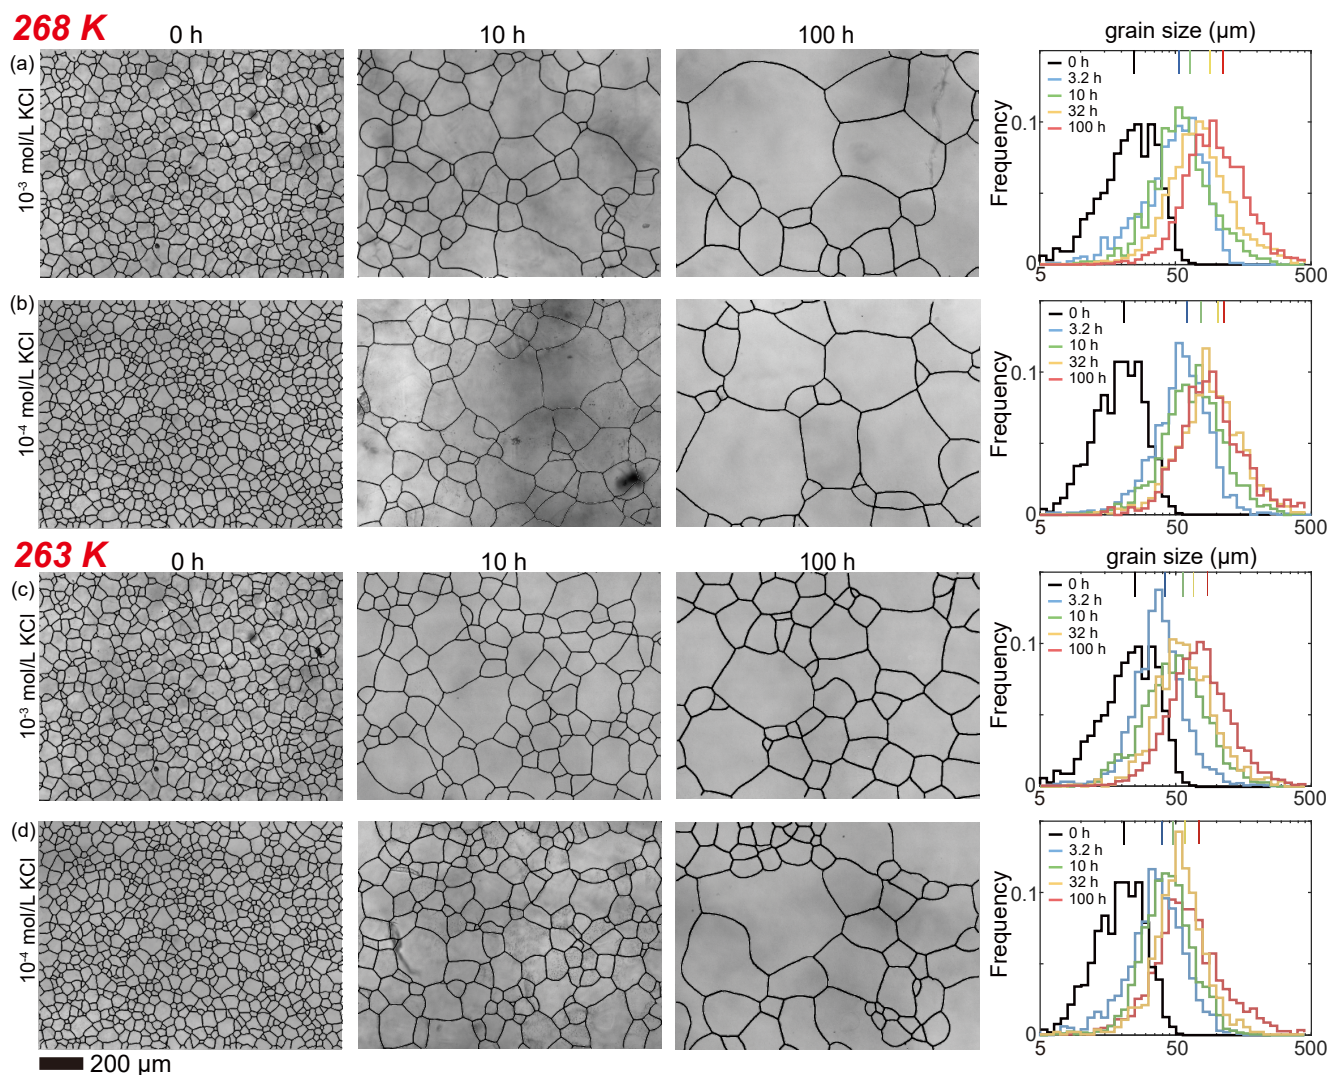 268 K
0 h
10 h
100 h
grain size (µm)
(a)
10⁻³ mol/L KCl
Frequency
0 h
3.2 h
10 h
32 h
100 h
0.1
0
5
50
500
(b)
10⁻⁴ mol/L KCl
Frequency
0 h
3.2 h
10 h
32 h
100 h
0.1
0
5
50
500
263 K
0 h
10 h
100 h
grain size (µm)
(c)
10⁻³ mol/L KCl
Frequency
0 h
3.2 h
10 h
32 h
100 h
0.1
0
5
50
500
(d)
10⁻⁴ mol/L KCl
Frequency
0 h
3.2 h
10 h
32 h
100 h
0.1
0
5
50
500
200 µm